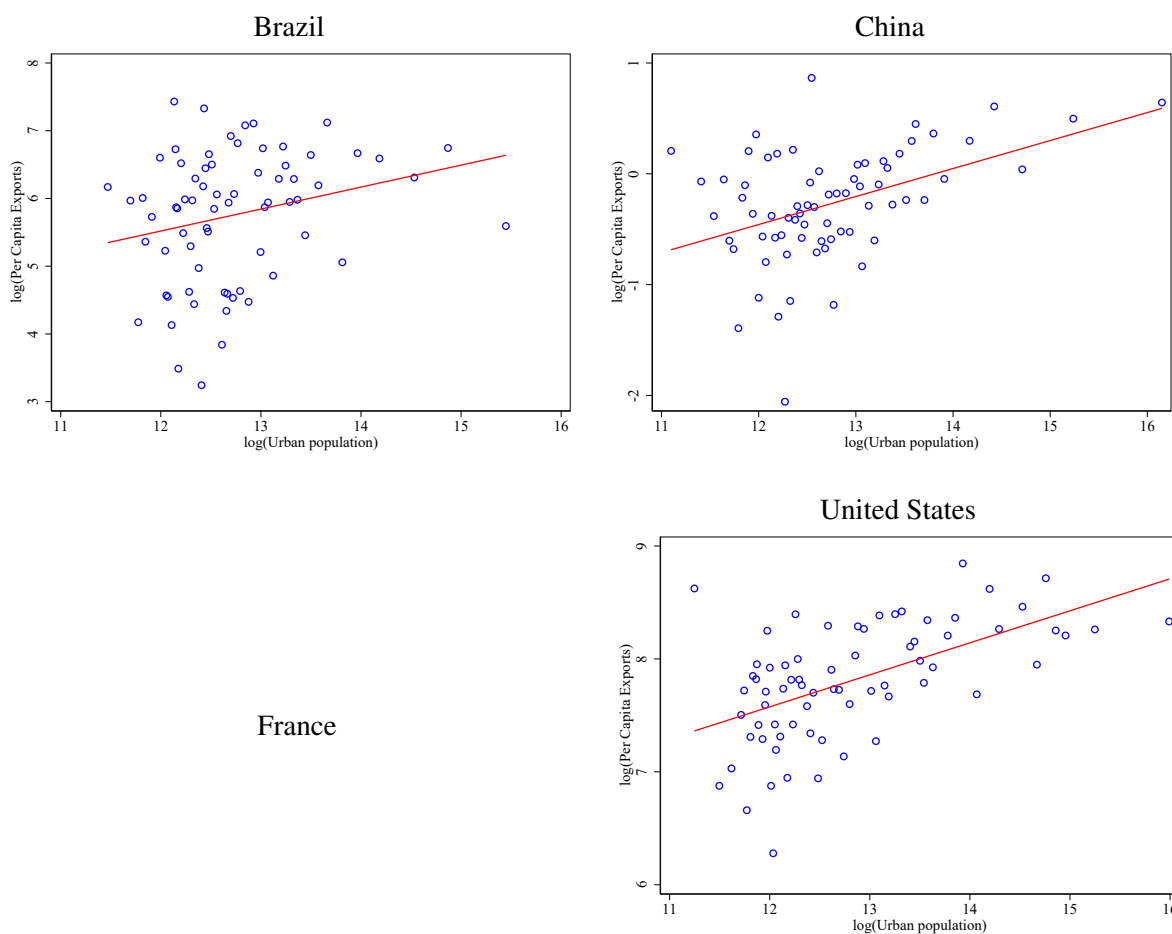 Brazil
8
7
6
5
4
3
log(Per Capita Exports)
11 12 13 14 15 16
log(Urban population)
China
1
0
-1
-2
log(Per Capita Exports)
11 12 13 14 15 16
log(Urban population)
France
United States
9
8
7
6
log(Per Capita Exports)
11 12 13 14 15 16
log(Urban population)